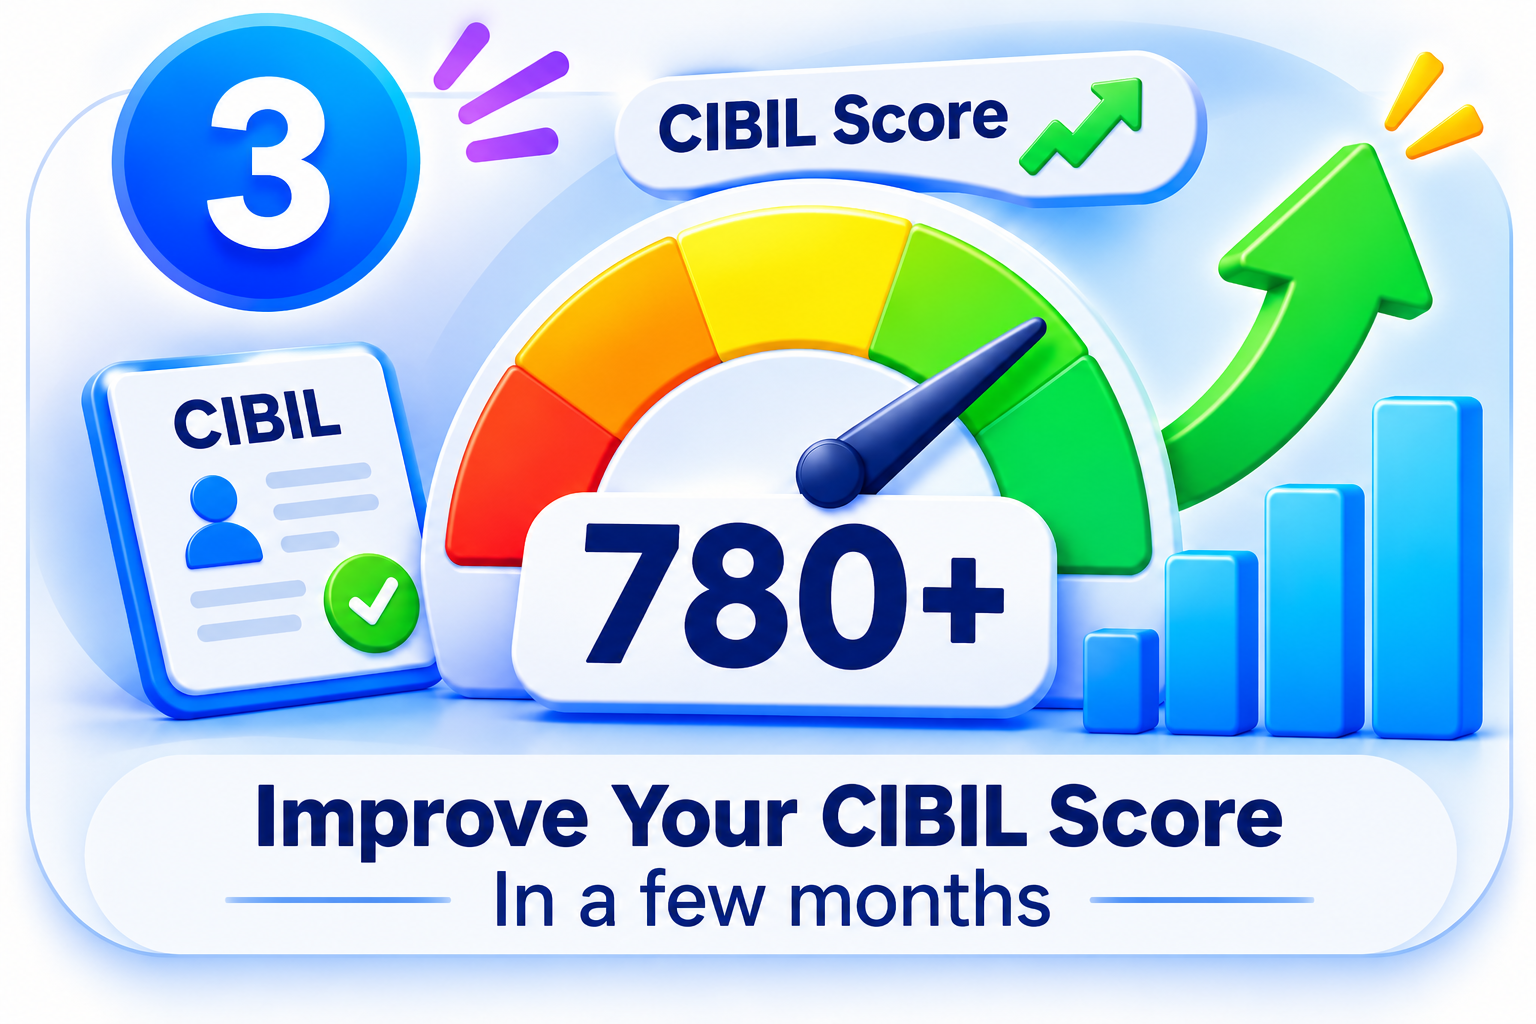 3
CIBIL Score
CIBIL
780+
Improve Your CIBIL Score
In a few months